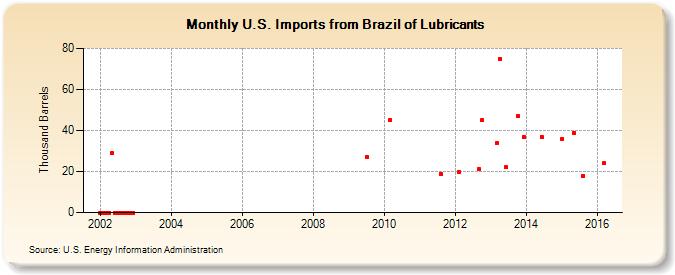 Monthly U.S. Imports from Brazil of Lubricants
Thousand Barrels
80
60
40
20
0
2002 2004 2006 2008 2010 2012 2014 2016
Source: U.S. Energy Information Administration